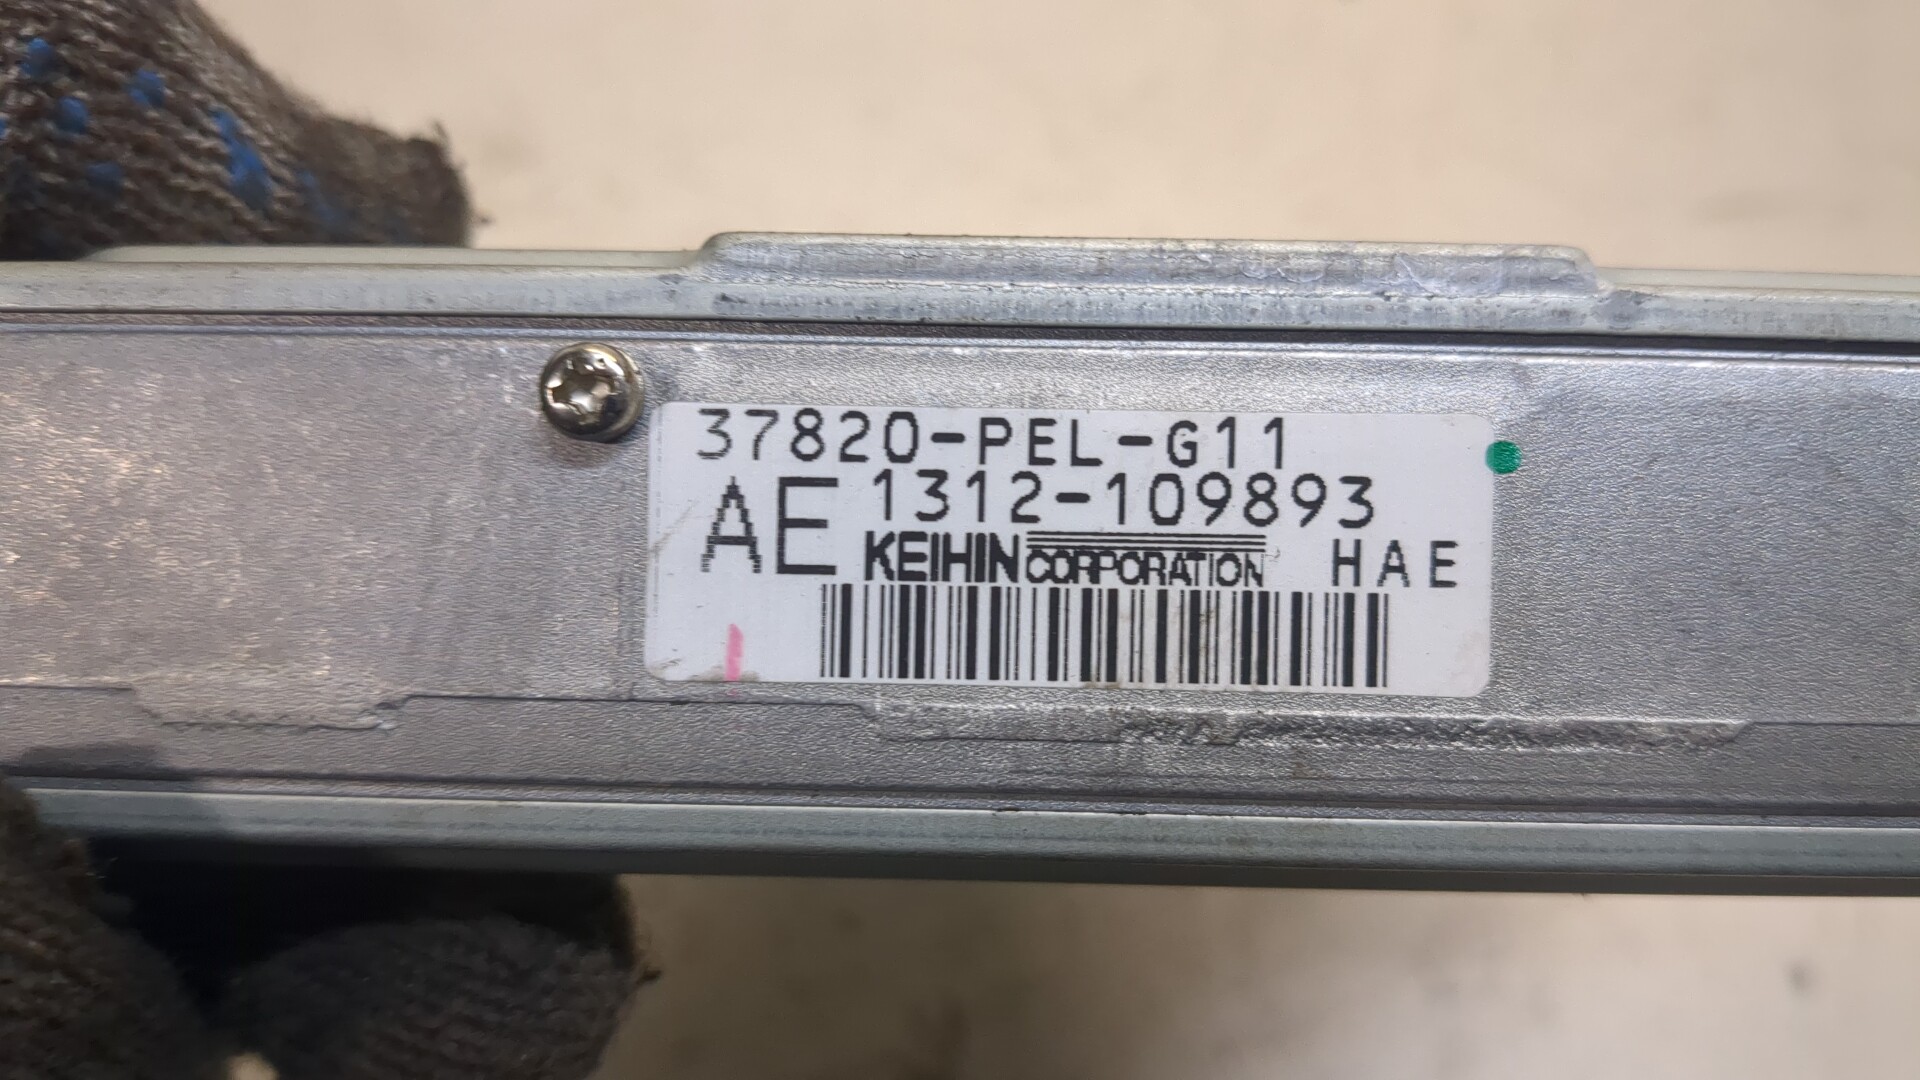 37820-PEL-G11
AE 1312-109893
KEIHIN CORPORATION HAE